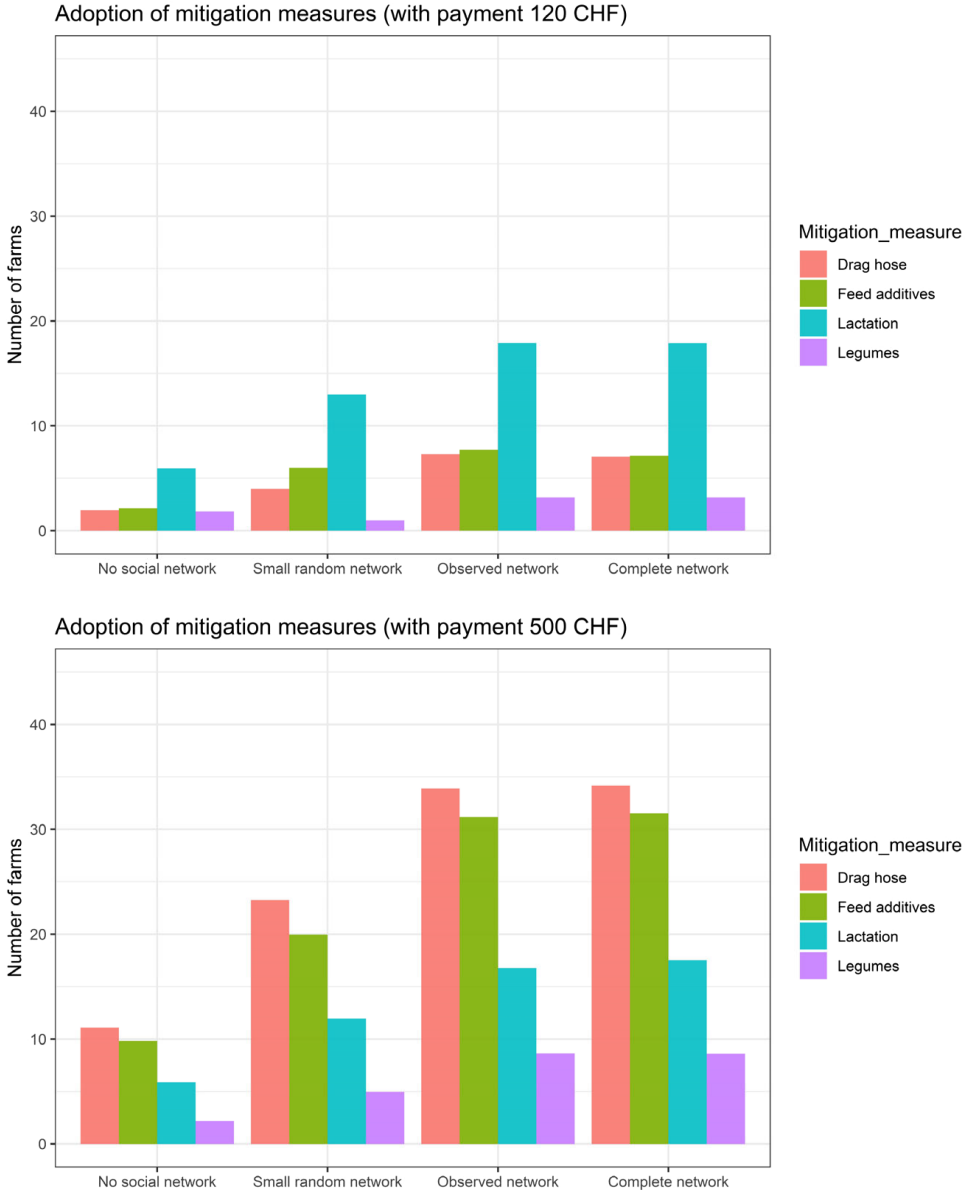 Adoption of mitigation measures (with payment 120 CHF)
Number of farms
40
30
20
10
0
No social network
Small random network
Observed network
Complete network
Mitigation_measure
Drag hose
Feed additives
Lactation
Legumes
Adoption of mitigation measures (with payment 500 CHF)
Number of farms
40
30
20
10
0
No social network
Small random network
Observed network
Complete network
Mitigation_measure
Drag hose
Feed additives
Lactation
Legumes